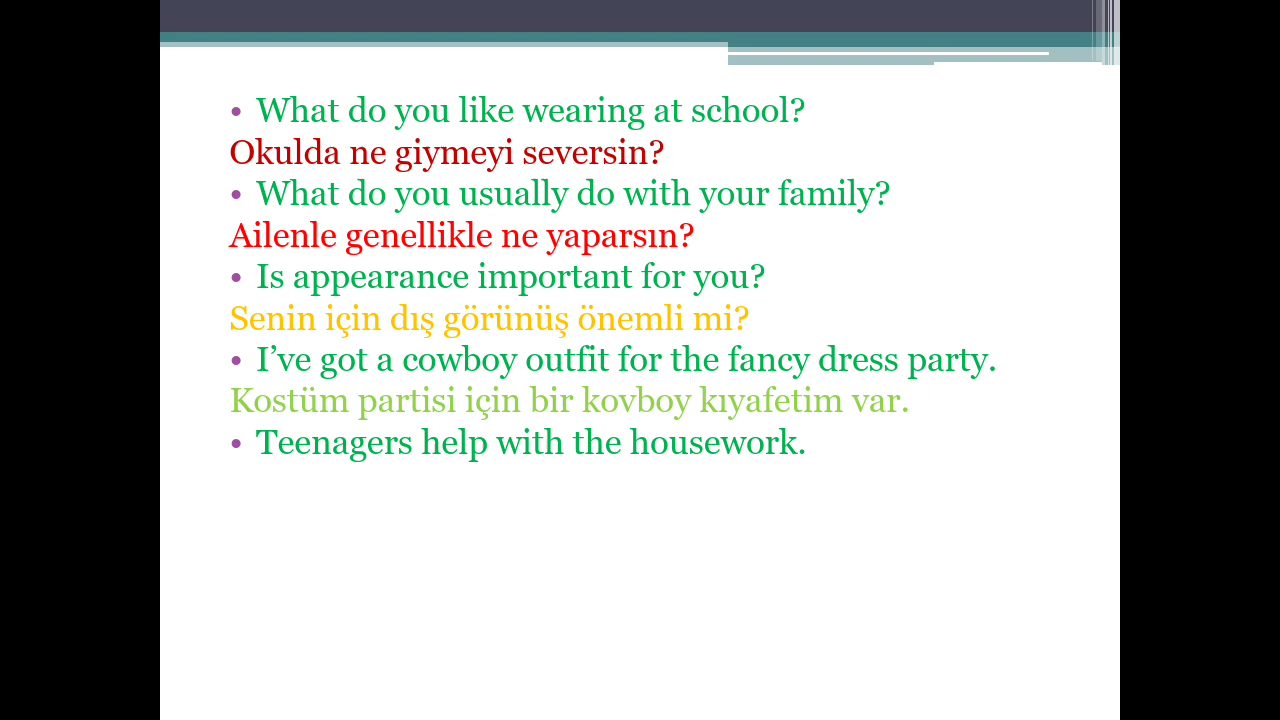 • What do you like wearing at school?
Okulda ne giymeyi seversin?
• What do you usually do with your family?
Ailenle genellikle ne yaparsın?
• Is appearance important for you?
Senin için dış görünüş önemli mi?
• I’ve got a cowboy outfit for the fancy dress party.
Kostüm partisi için bir kovboy kıyafetim var.
• Teenagers help with the housework.